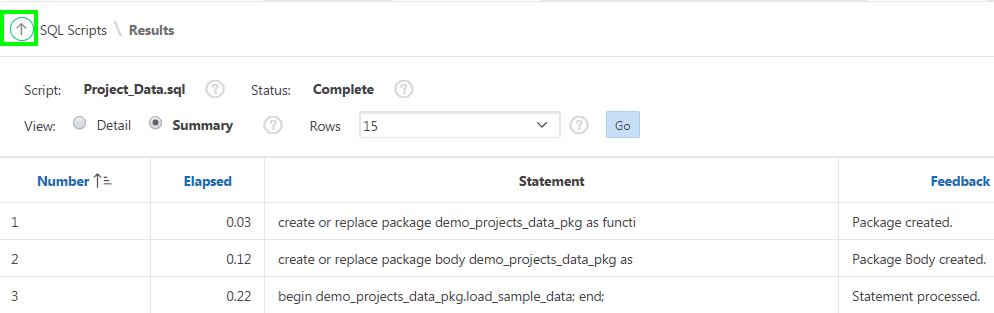 SQL Scripts \ Results
Script: Project_Data.sql ? Status: Complete ?
View: Detail Summary ? Rows 15 ? Go
Number Elapsed Statement Feedback
1 0.03 create or replace package demo_projects_data_pkg as functi Package created.
2 0.12 create or replace package body demo_projects_data_pkg as Package Body created.
3 0.22 begin demo_projects_data_pkg.load_sample_data; end; Statement processed.